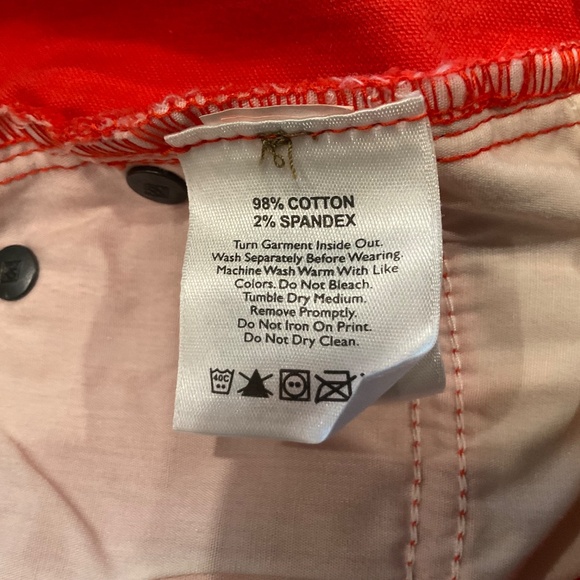 98% COTTON
2% SPANDEX
Turn Garment Inside Out.
Wash Separately Before Wearing.
Machine Wash Warm With Like
Colors. Do Not Bleach.
Tumble Dry Medium.
Remove Promptly.
Do Not Iron On Print.
Do Not Dry Clean.
40C